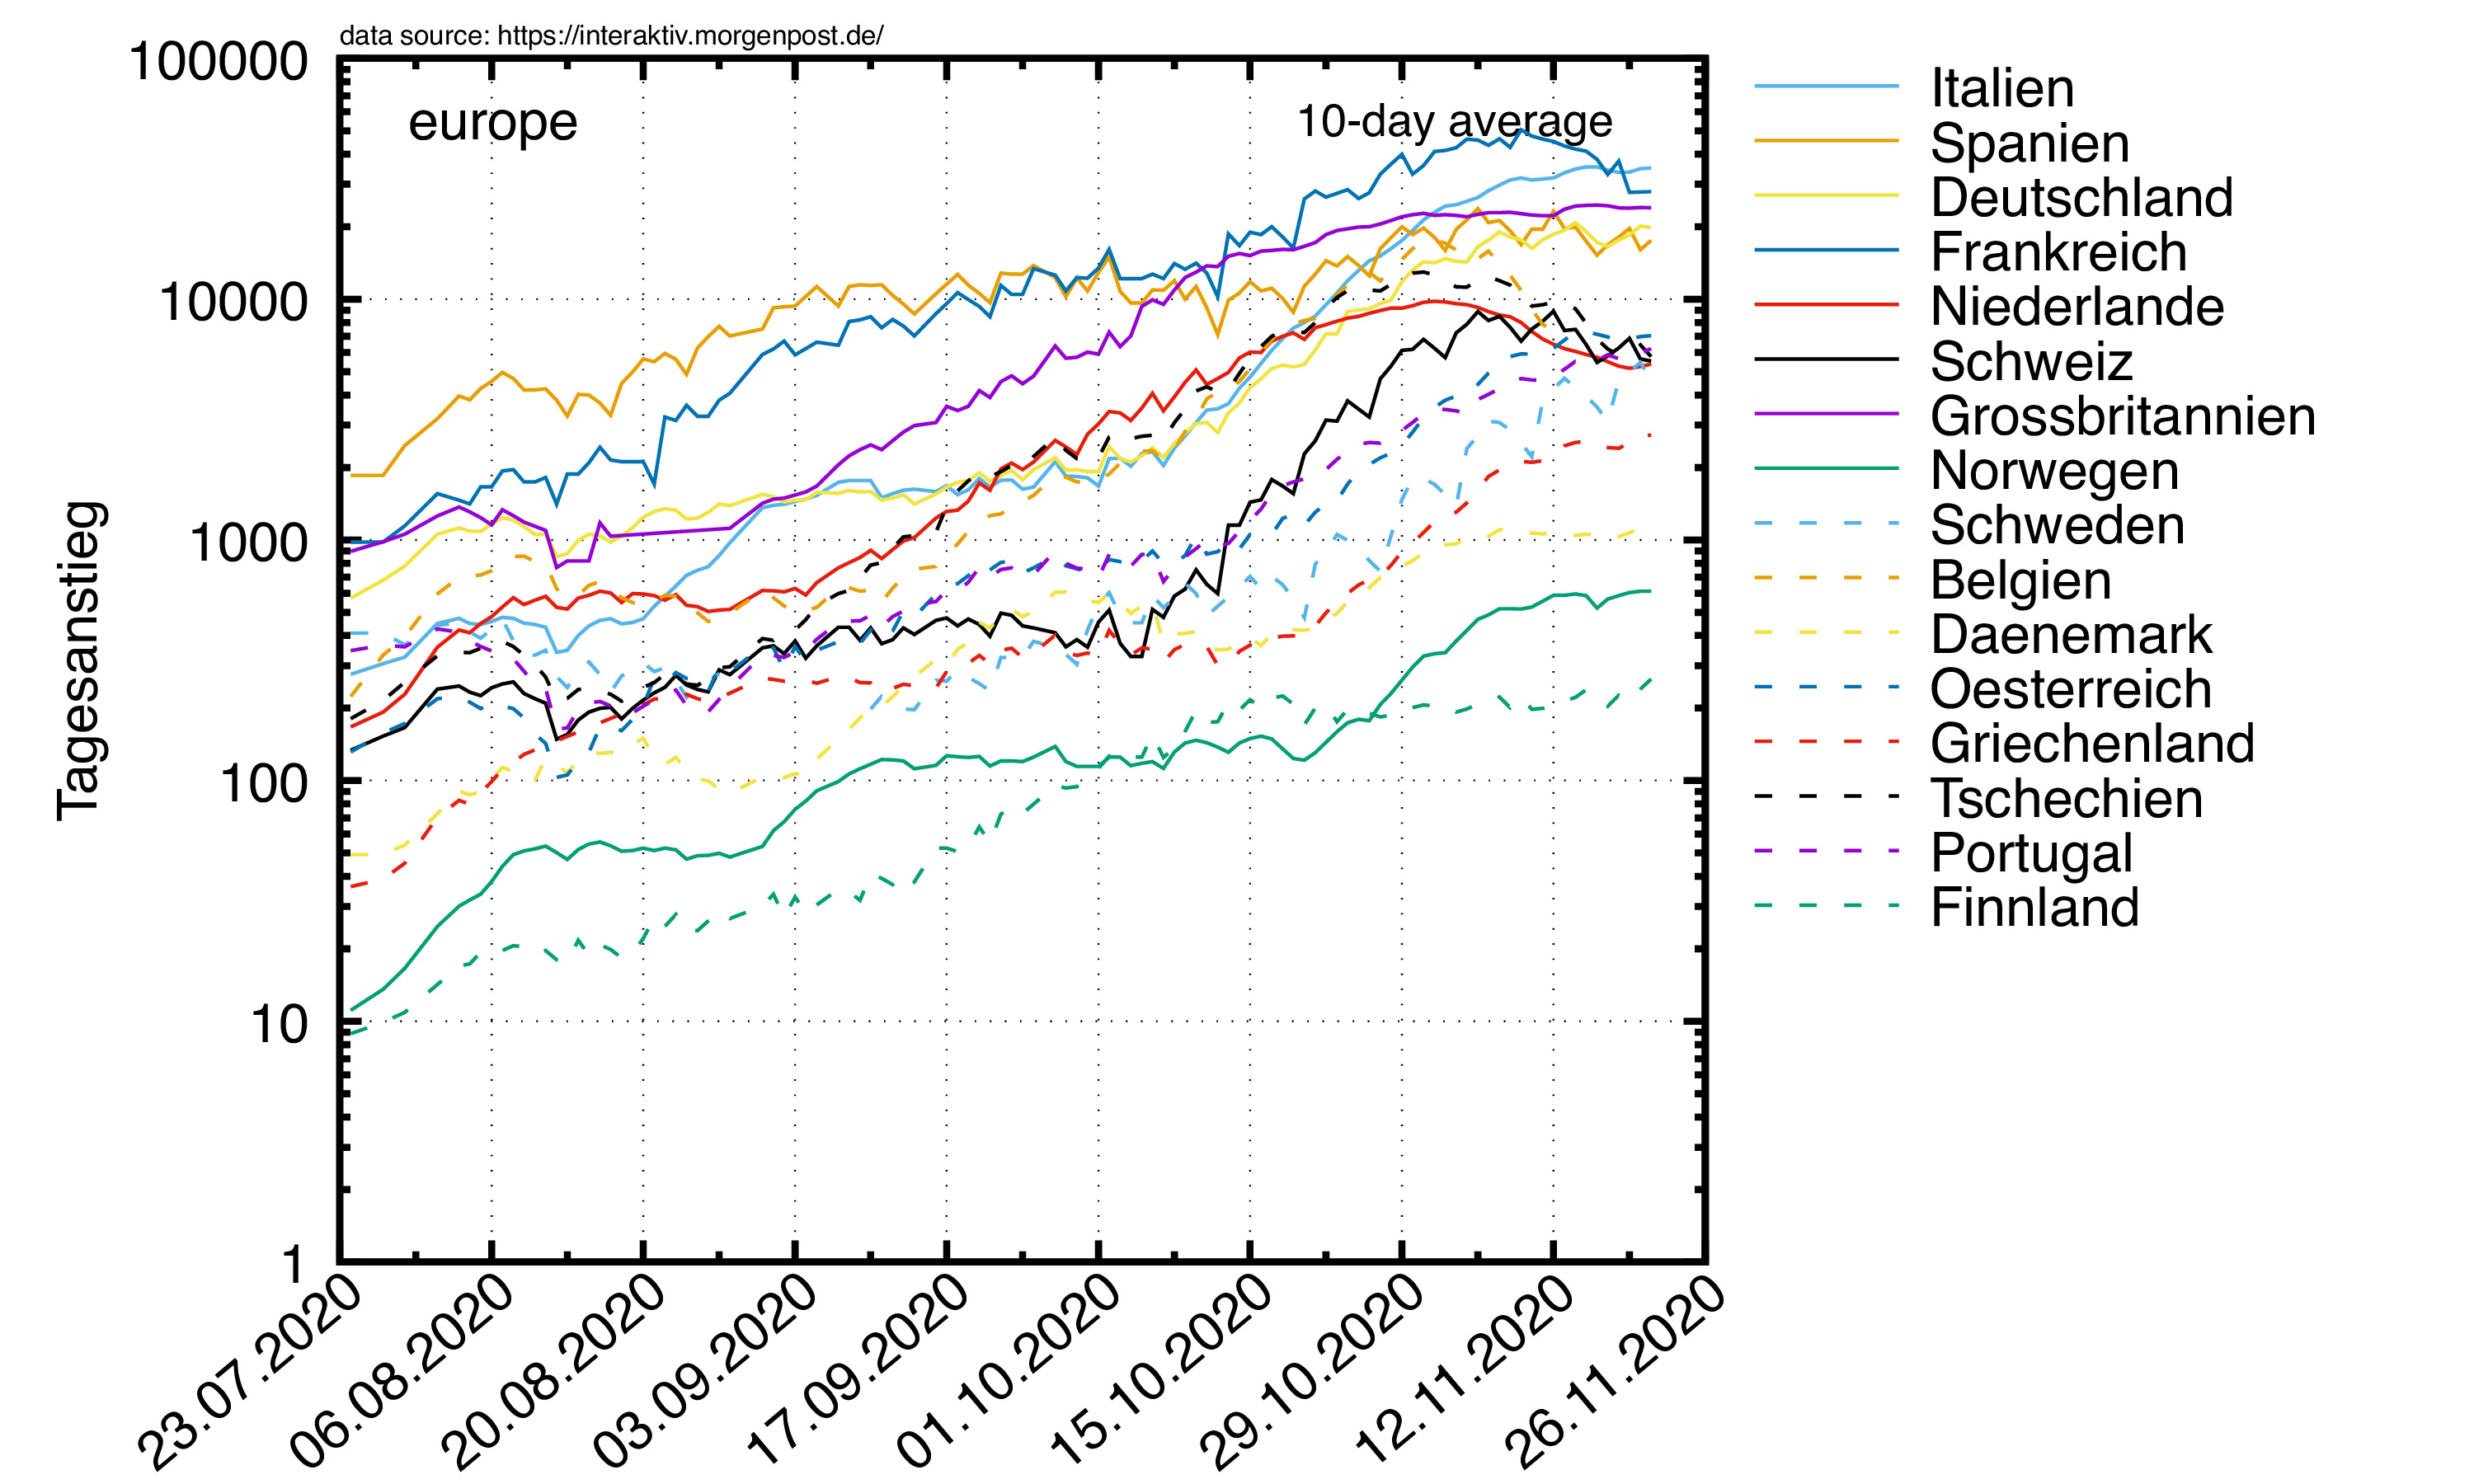 data source: https://interaktiv.morgenpost.de/
europe
10-day average
Tagesanstieg
100000
10000
1000
100
10
1
23.07.2020
06.08.2020
20.08.2020
03.09.2020
17.09.2020
01.10.2020
15.10.2020
29.10.2020
12.11.2020
26.11.2020
Italien
Spanien
Deutschland
Frankreich
Niederlande
Schweiz
Grossbritannien
Norwegen
Schweden
Belgien
Daenemark
Oesterreich
Griechenland
Tschechien
Portugal
Finnland